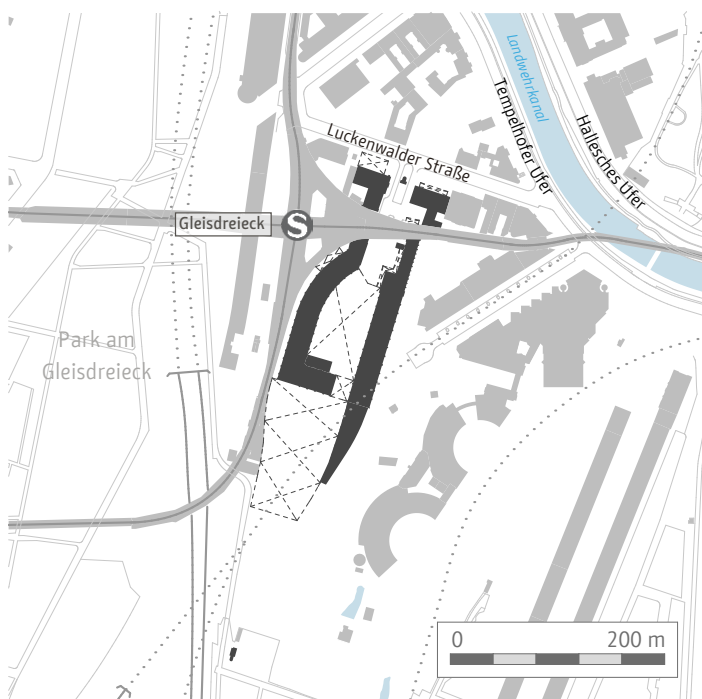 Landwehrkanal
Tempelhofer Ufer
Hallesches Ufer
Luckenwalder Straße
Gleisdreieck
S
Park am
Gleisdreieck
0 200 m